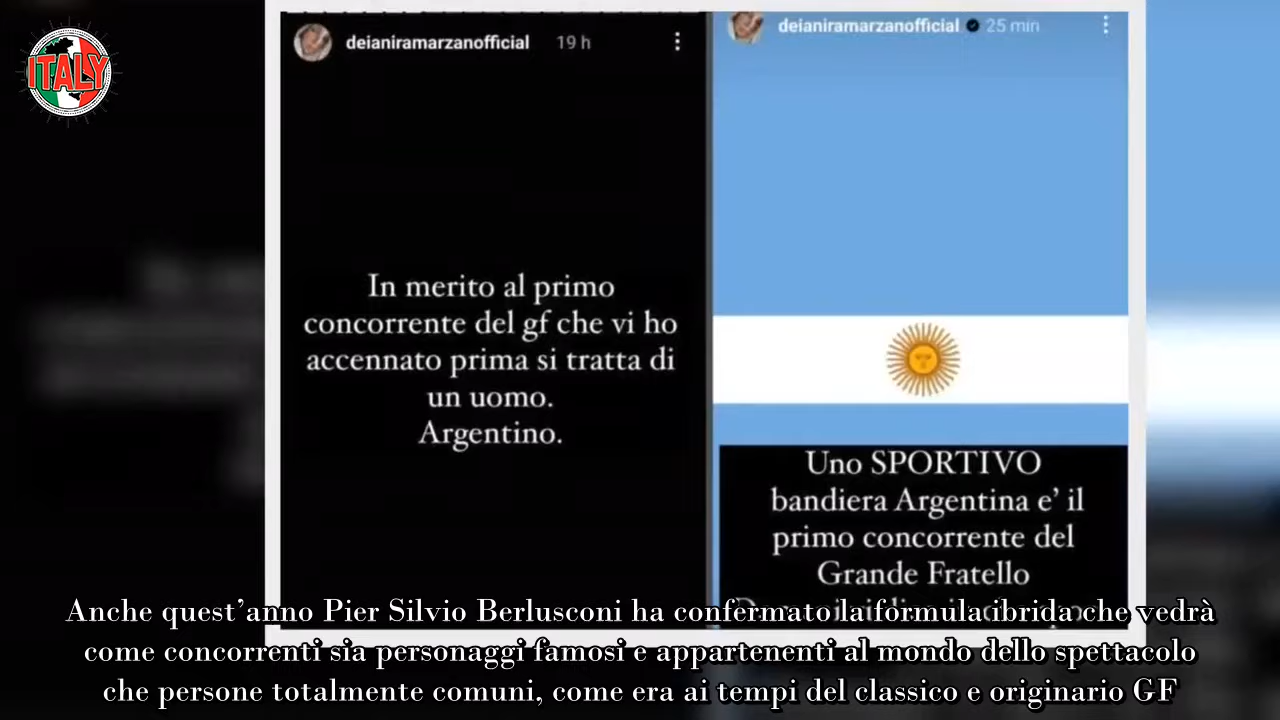 ITALY
deianiramarzanofficial 19 h
In merito al primo
concorrente del gf che vi ho
accennato prima si tratta di
un uomo.
Argentino.
deianiramarzanofficial 25 min
Uno SPORTIVO
bandiera Argentina e' il
primo concorrente del
Grande Fratello
Anche quest'anno Pier Silvio Berlusconi ha confermato la formula ibrida che vedrà
come concorrenti sia personaggi famosi e appartenenti al mondo dello spettacolo
che persone totalmente comuni, come era ai tempi del classico e originario GF